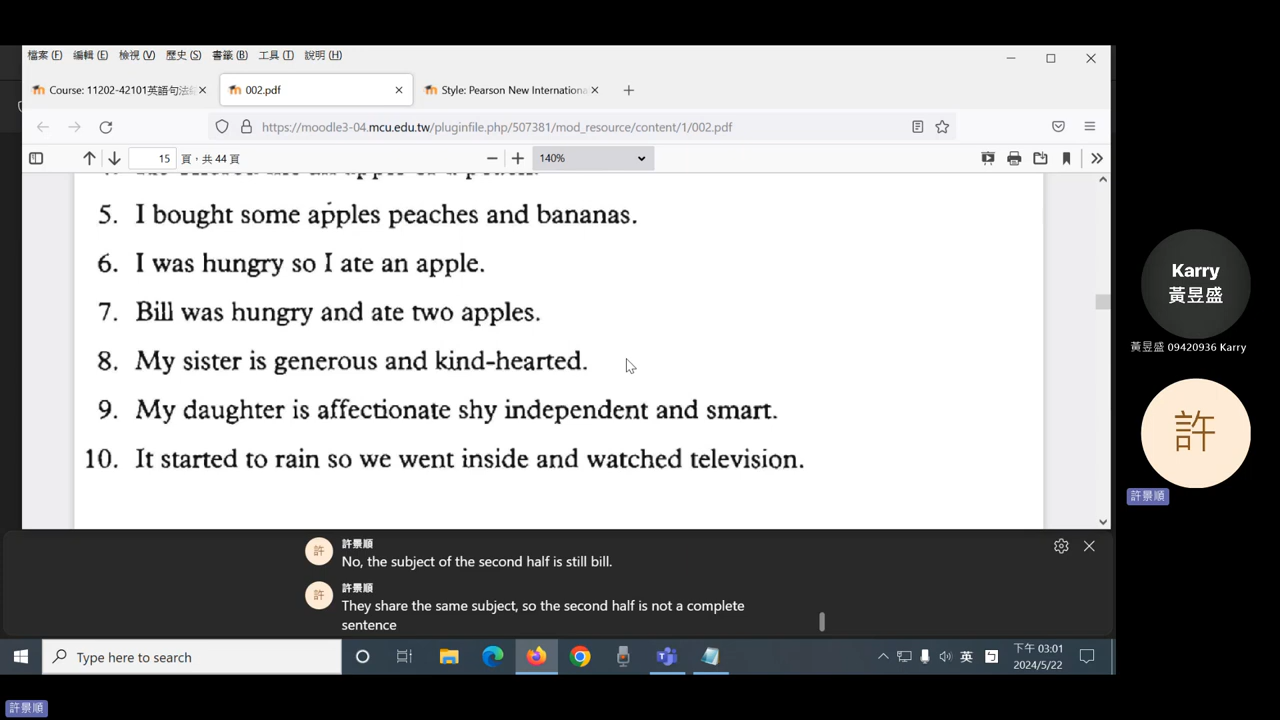 檔案 (F) 編輯 (E) 檢視 (V) 歷史 (S) 書籤 (B) 工具 (T) 說明 (H)
Course: 11202-42101英語句法
002.pdf
Style: Pearson New Internationa
https://moodle3-04.mcu.edu.tw/pluginfile.php/507381/mod_resource/content/1/002.pdf
15 頁，共 44 頁
140%
5. I bought some apples peaches and bananas.
6. I was hungry so I ate an apple.
7. Bill was hungry and ate two apples.
8. My sister is generous and kind-hearted.
9. My daughter is affectionate shy independent and smart.
10. It started to rain so we went inside and watched television.
Karry
黃昱盛
黃昱盛 09420936 Karry
許
許景順
許 許景順
No, the subject of the second half is still bill.
許 許景順
They share the same subject, so the second half is not a complete
sentence
Type here to search
英
下午 03:01
2024/5/22
許景順